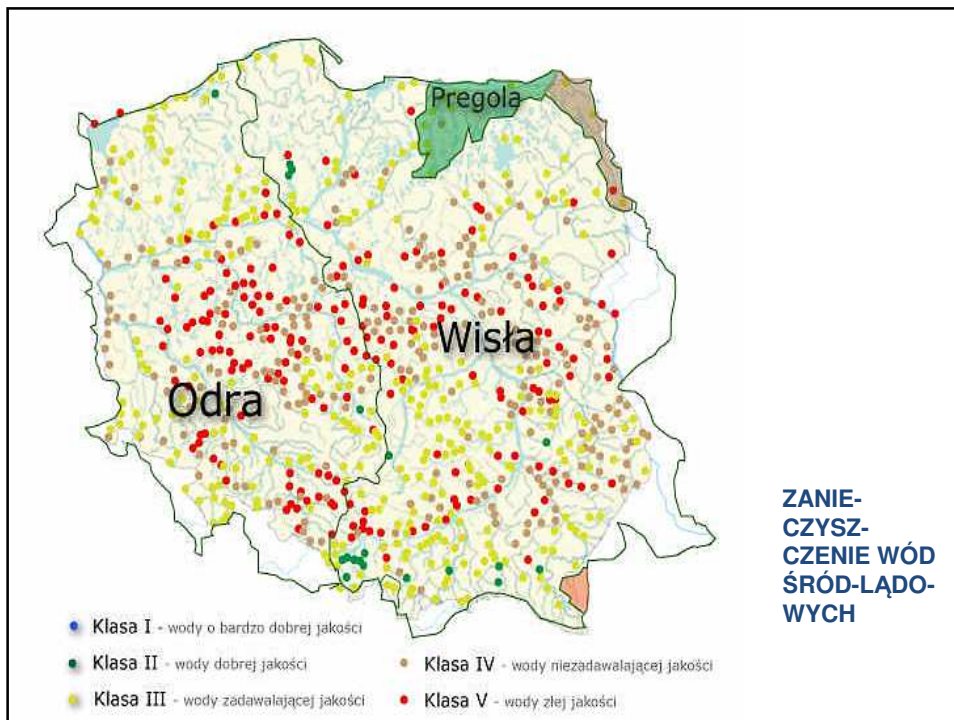 Pregola
Wisła
Odra
ZANIE-
CZYSZ-
CZENIE WÓD
ŚRÓD-LĄDO-
WYCH
Klasa I - wody o bardzo dobrej jakości
Klasa II - wody dobrej jakości
Klasa IV - wody niezadawalającej jakości
Klasa III - wody zadawalającej jakości
Klasa V - wody złej jakości